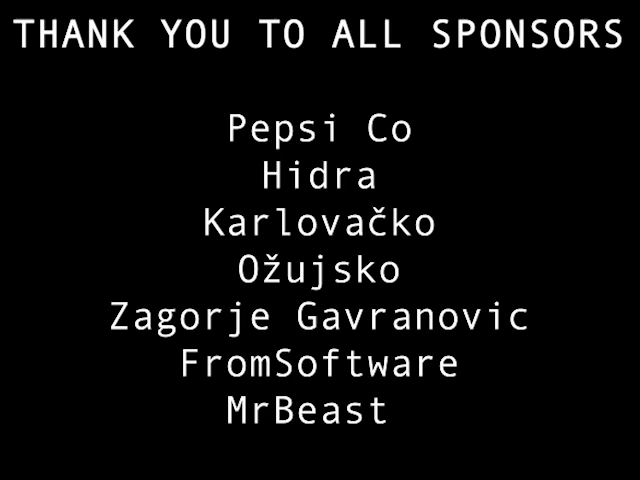 THANK YOU TO ALL SPONSORS
Pepsi Co
Hidra
Karlovačko
Ožujsko
Zagorje Gavranovic
FromSoftware
MrBeast